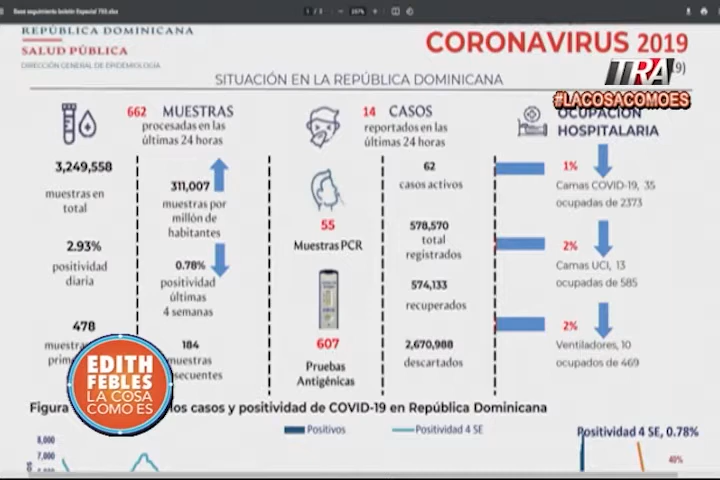 Base seguimiento boletín Especial 793.xlsx
REPÚBLICA DOMINICANA
SALUD PÚBLICA
DIRECCIÓN GENERAL DE EPIDEMIOLOGÍA
CORONAVIRUS 2019
9)
TRA
#LACOSACOMOES
SITUACIÓN EN LA REPÚBLICA DOMINICANA
662 MUESTRAS
procesadas en las
últimas 24 horas
3,249,558
muestras en
total
311,007
muestras por
millón de
habitantes
2.93%
positividad
diaria
0.78%
positividad
últimas
4 semanas
478
184
muestras
14 CASOS
reportados en las
últimas 24 horas
55
Muestras PCR
607
Pruebas
Antigénicas
62
casos activos
578,570
total
registrados
574,133
recuperados
2,670,988
descartados
OCUPACIÓN
HOSPITALARIA
1%
Camas COVID-19, 35
ocupadas de 2373
2%
Camas UCI, 13
ocupadas de 585
2%
Ventiladores, 10
ocupados de 469
EDITH
FEBLES
LA COSA
COMO ES
Figura los casos y positividad de COVID-19 en República Dominicana
Positivos Positividad 4 SE
Positividad 4 SE, 0.78%
8,000
7,000
40%